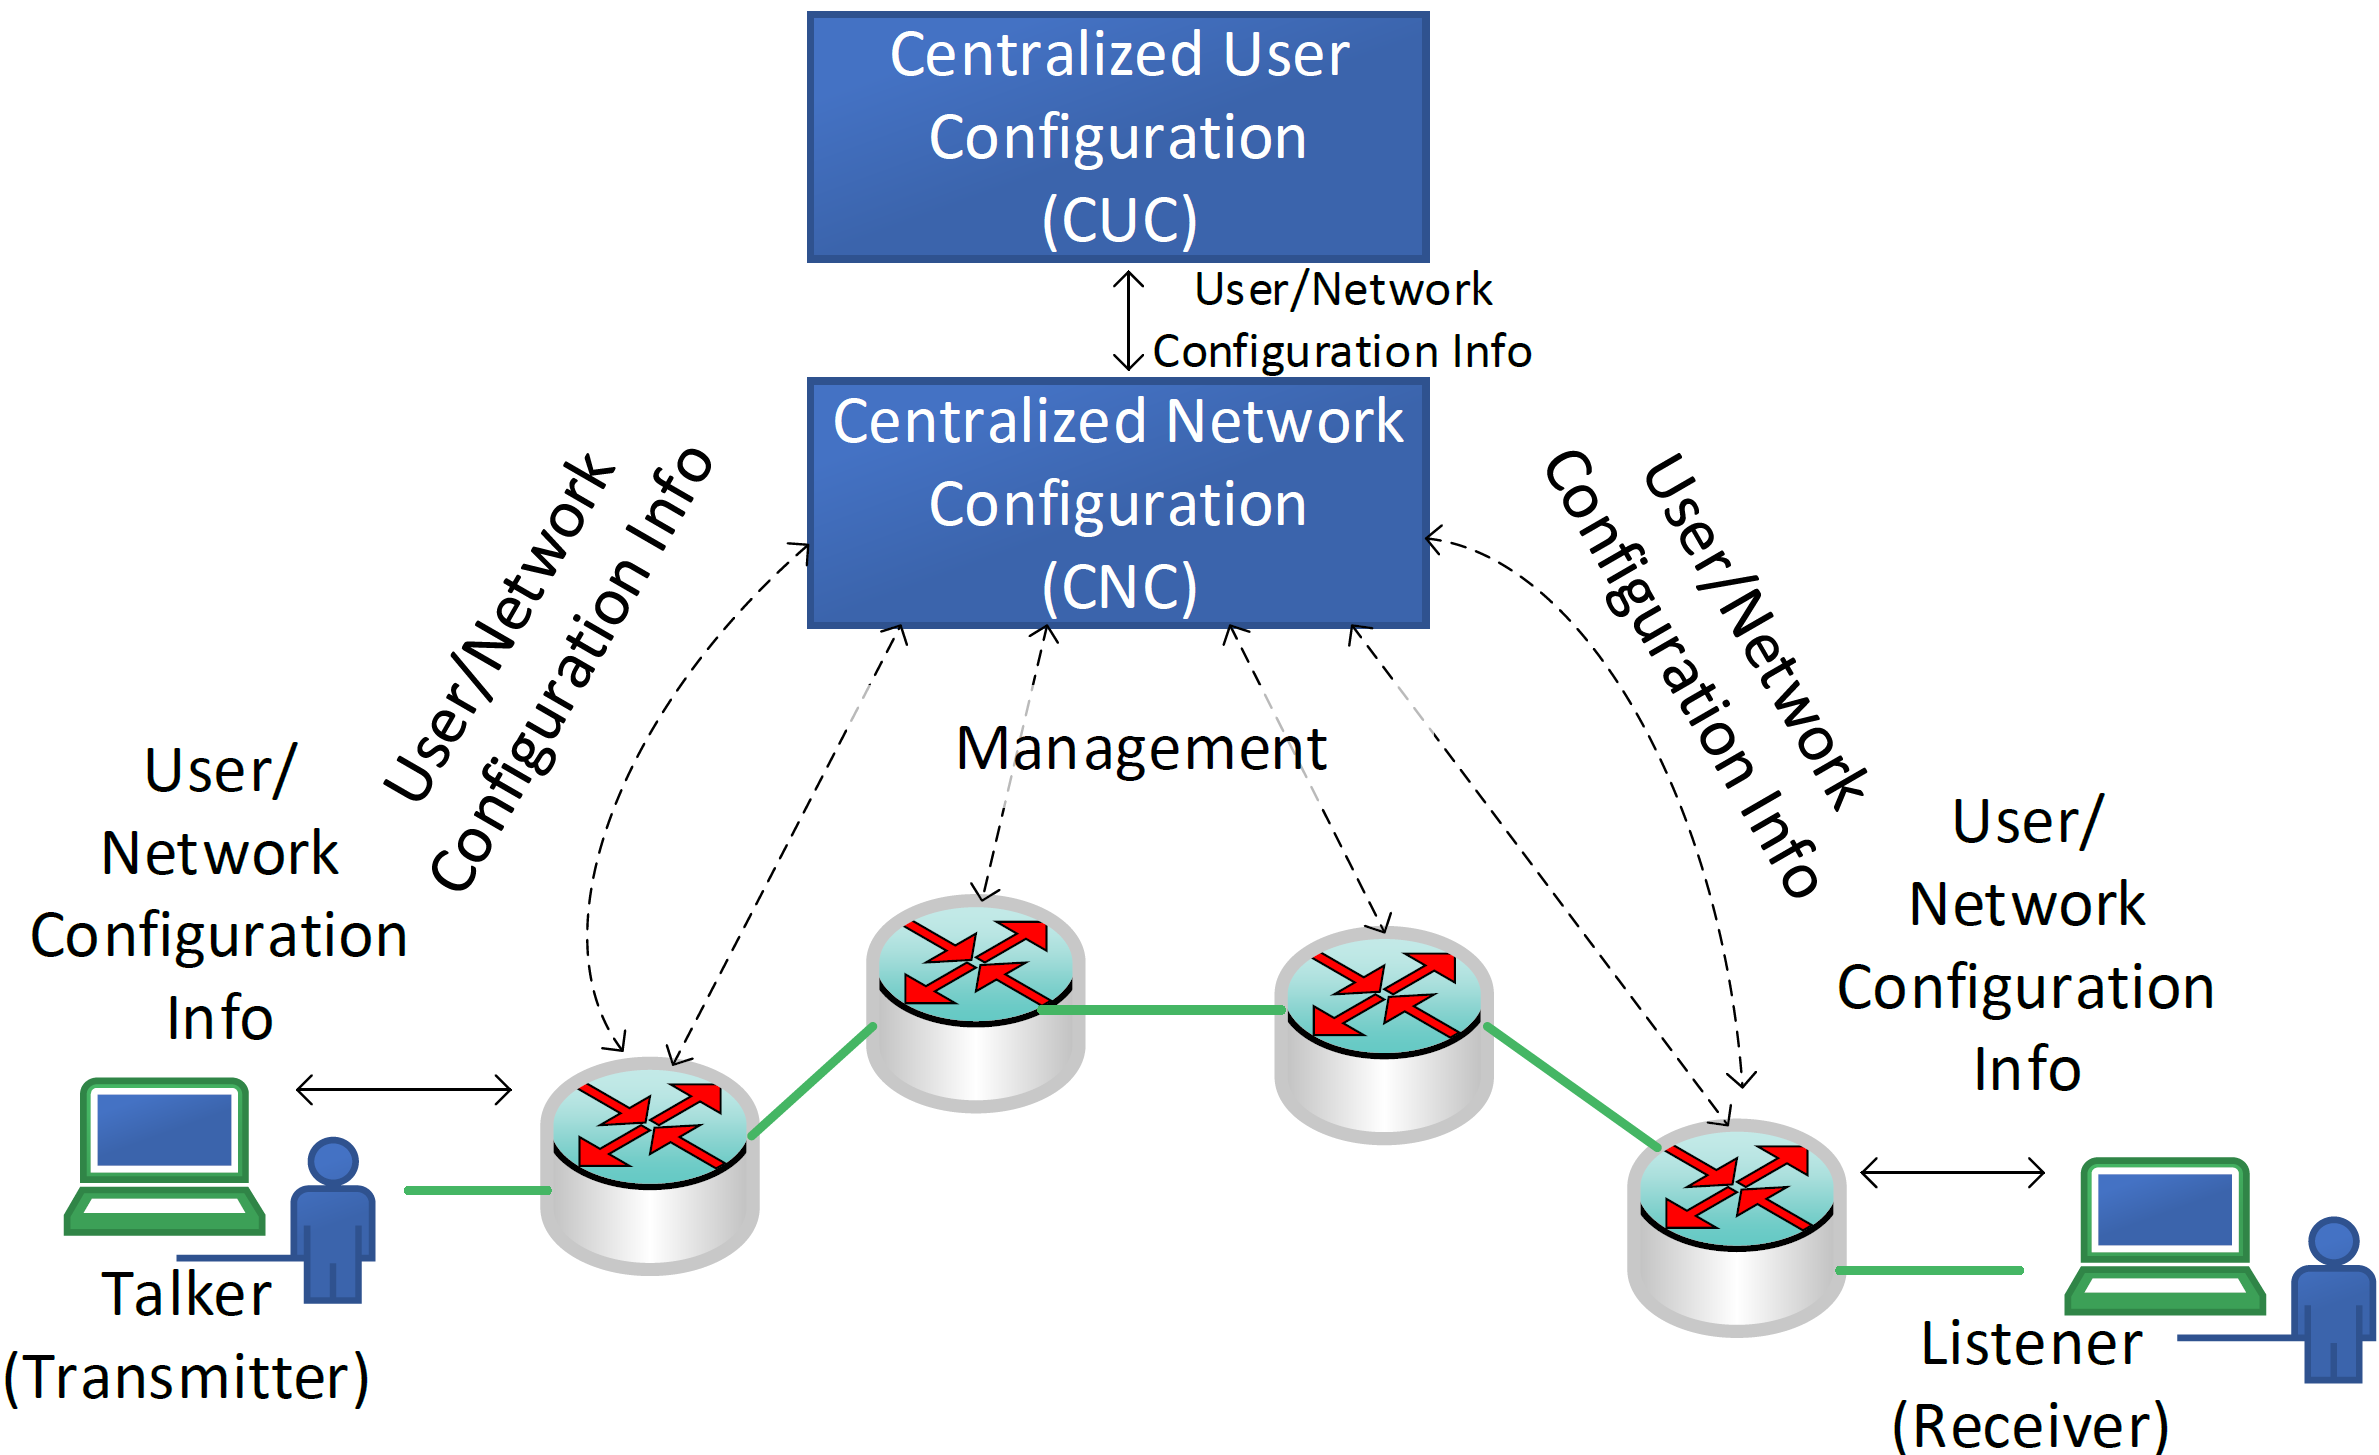 Centralized User
Configuration
(CUC)
User/Network
Configuration Info
Centralized Network
Configuration
(CNC)
User/Network
Configuration Info
User/Network
Configuration Info
Management
User/
Network
Configuration
Info
User/
Network
Configuration
Info
Talker
(Transmitter)
Listener
(Receiver)